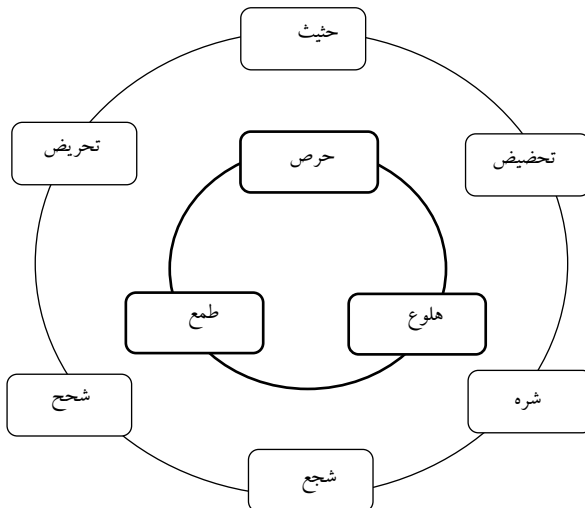 حثيث
تحضيض
تحريض
حرص
هلوع
طمع
شره
شحح
شجع